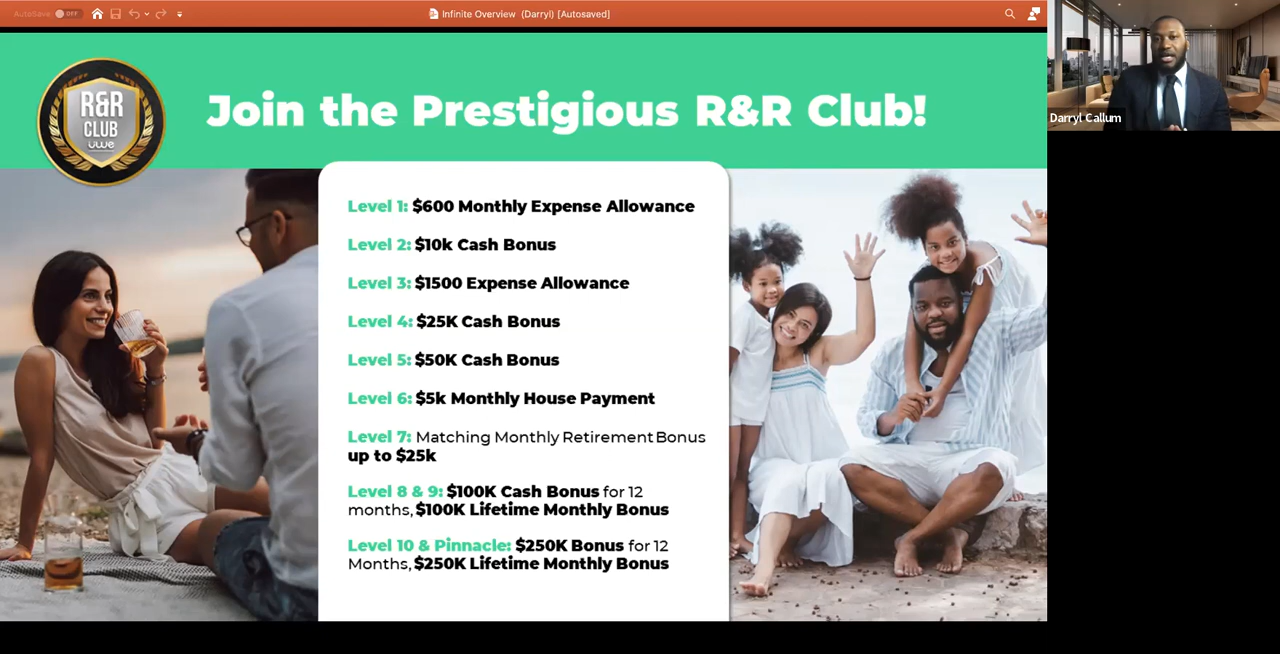 AutoSave OFF
Infinite Overview (Darryl) [Autosaved]
R&R
CLUB
uwe
Join the Prestigious R&R Club!
Darryl Callum
Level 1: $600 Monthly Expense Allowance
Level 2: $10k Cash Bonus
Level 3: $1500 Expense Allowance
Level 4: $25K Cash Bonus
Level 5: $50K Cash Bonus
Level 6: $5k Monthly House Payment
Level 7: Matching Monthly Retirement Bonus
up to $25k
Level 8 & 9: $100K Cash Bonus for 12
months, $100K Lifetime Monthly Bonus
Level 10 & Pinnacle: $250K Bonus for 12
Months, $250K Lifetime Monthly Bonus